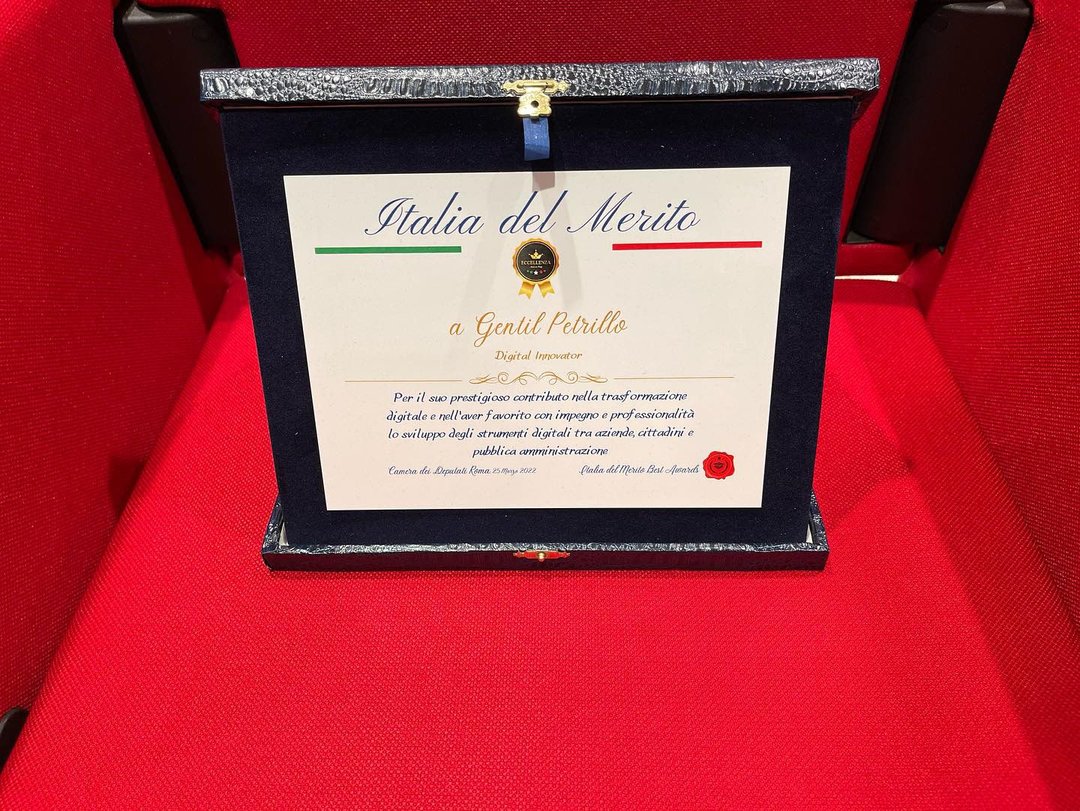 Italia del Merito
ECCELLENZA
a Gentil Petrillo
Digital Innovator
Per il suo prestigioso contributo nella trasformazione
digitale e nell'aver favorito con impegno e professionalità
lo sviluppo degli strumenti digitali tra aziende, cittadini e
pubblica amministrazione
Camera dei Deputati Roma, 25 Marzo 2022
Italia del Merito Best Awards